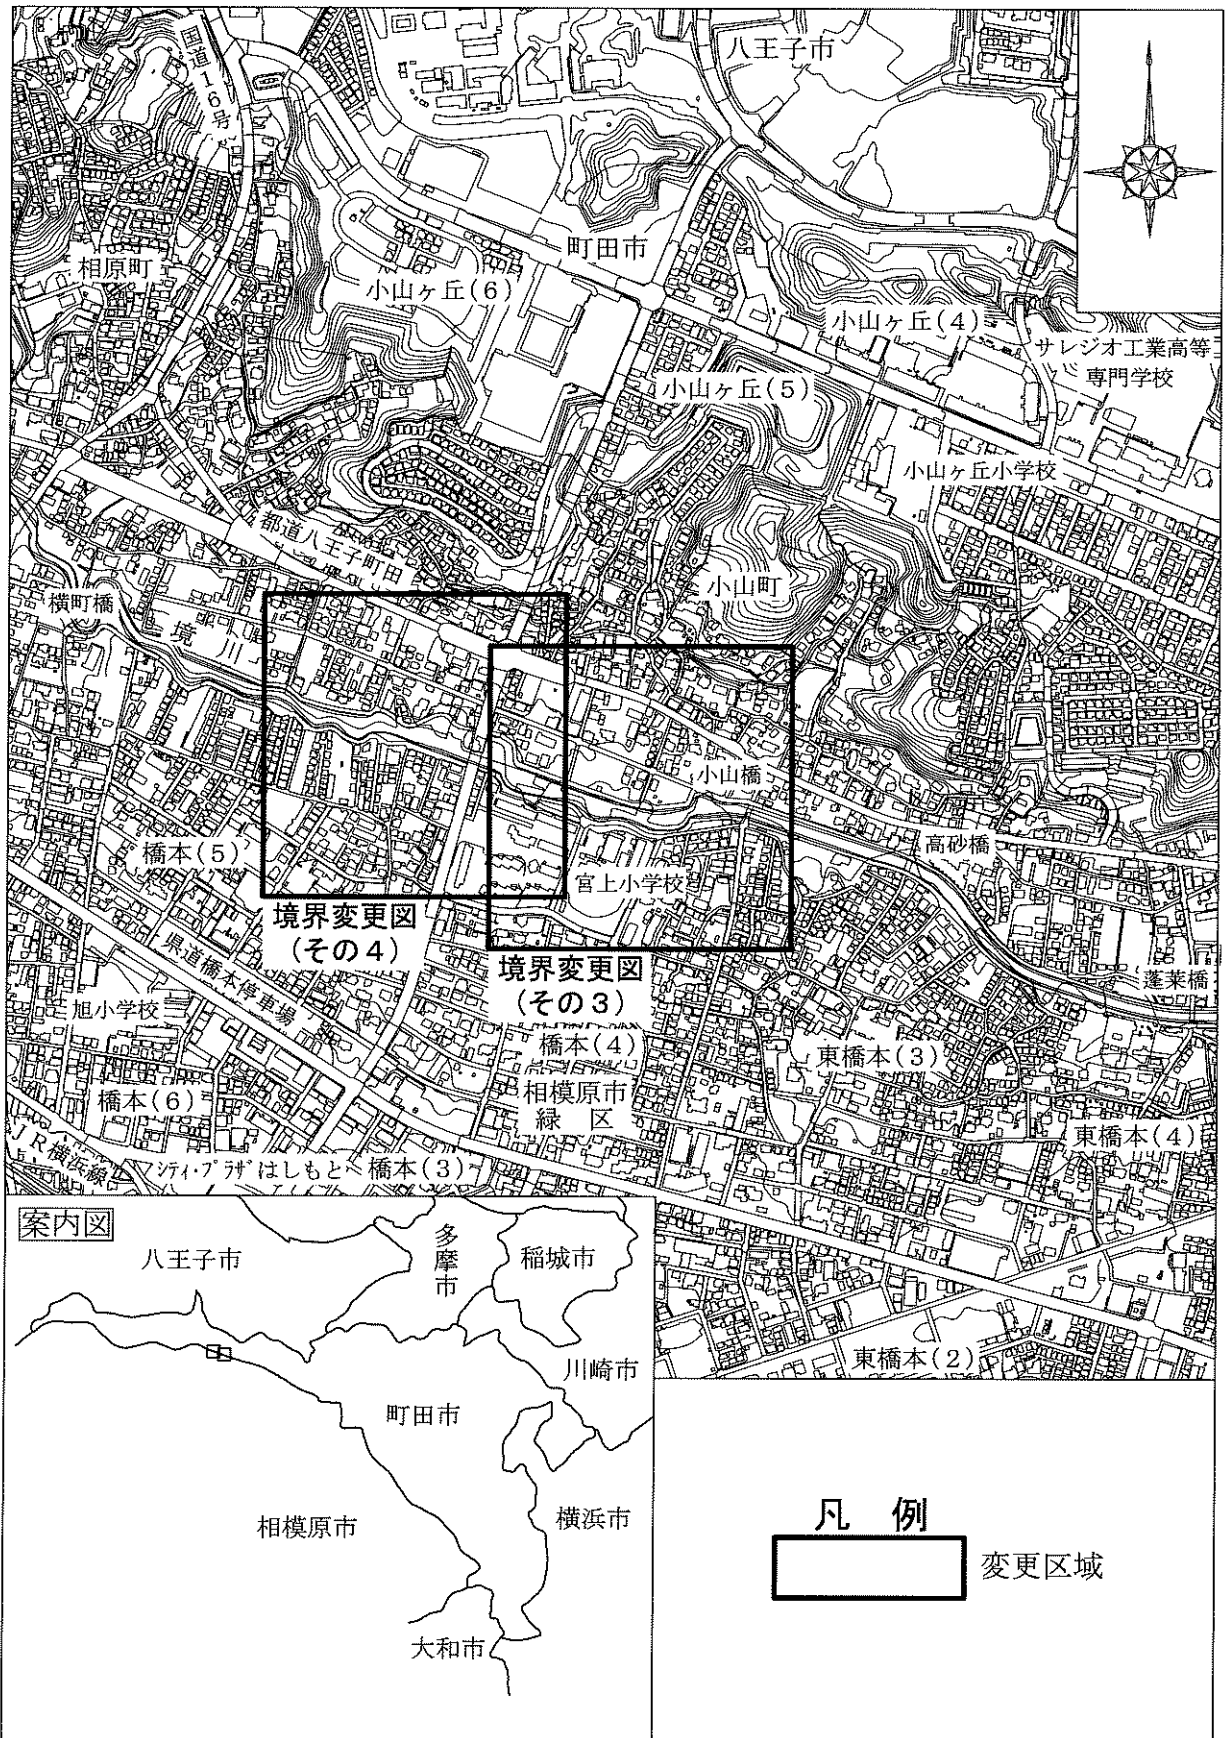 八王子市
国道16号
町田市
相原町
小山ヶ丘(6)
小山ヶ丘(4)
サレジオ工業高等
専門学校
小山ヶ丘(5)
小山ヶ丘小学校
都道八王子町田
小山町
横町橋
境川
小山橋
高砂橋
橋本(5)
宮上小学校
境界変更図
(その4)
境界変更図
(その3)
県道橋本停車場
蓬莱橋
旭小学校
橋本(4)
東橋本(3)
相模原市
緑 区
橋本(6)
東橋本(4)
JR横浜線
シティ・プラザはしもと
橋本(3)
東橋本(2)
案内図
八王子市
多摩市
稲城市
川崎市
町田市
相模原市
横浜市
大和市
凡 例
変更区域